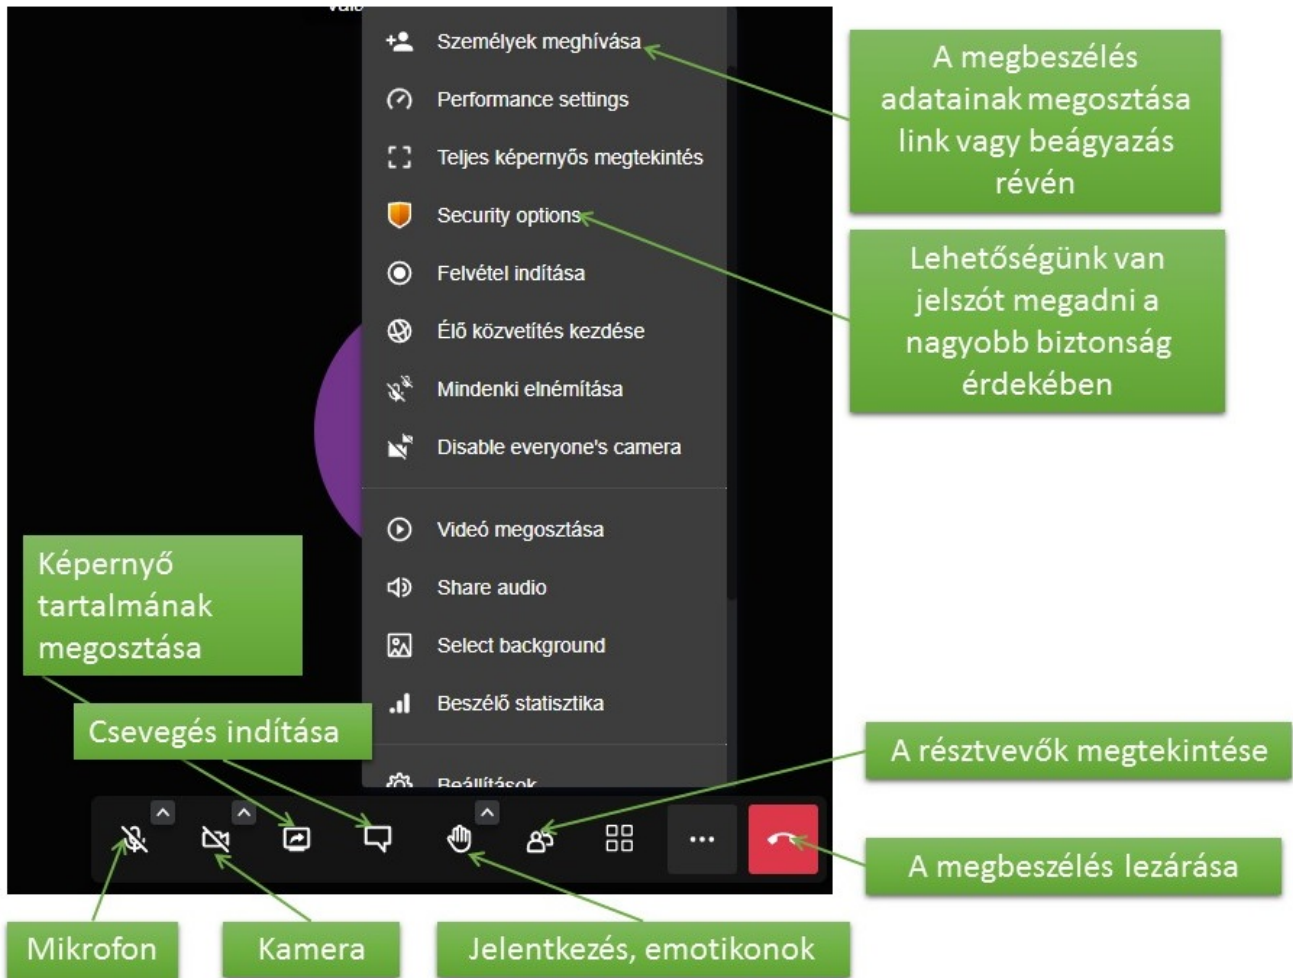 Személyek meghívása
Performance settings
Teljes képernyős megtekintés
Security options
Felvétel indítása
Élő közvetítés kezdése
Mindenki elnémítása
Disable everyone's camera
Videó megosztása
Share audio
Select background
Beszélő statisztika
Beállítások
A megbeszélés
adatainak megosztása
link vagy beágyazás
révén
Lehetőségünk van
jelszót megadni a
nagyobb biztonság
érdekében
Képernyő
tartalmának
megosztása
Csevegés indítása
A résztvevők megtekintése
A megbeszélés lezárása
Mikrofon
Kamera
Jelentkezés, emotikonok